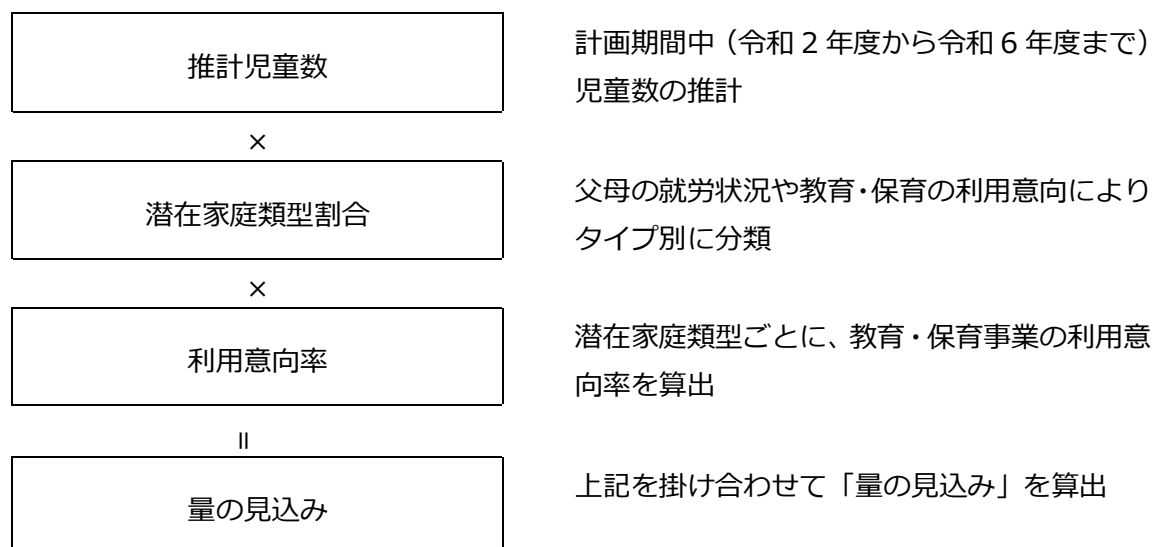 推計児童数
計画期間中（令和２年度から令和６年度まで）
児童数の推計
×
潜在家庭類型割合
父母の就労状況や教育・保育の利用意向により
タイプ別に分類
×
利用意向率
潜在家庭類型ごとに、教育・保育事業の利用意
向率を算出
＝
量の見込み
上記を掛け合わせて「量の見込み」を算出